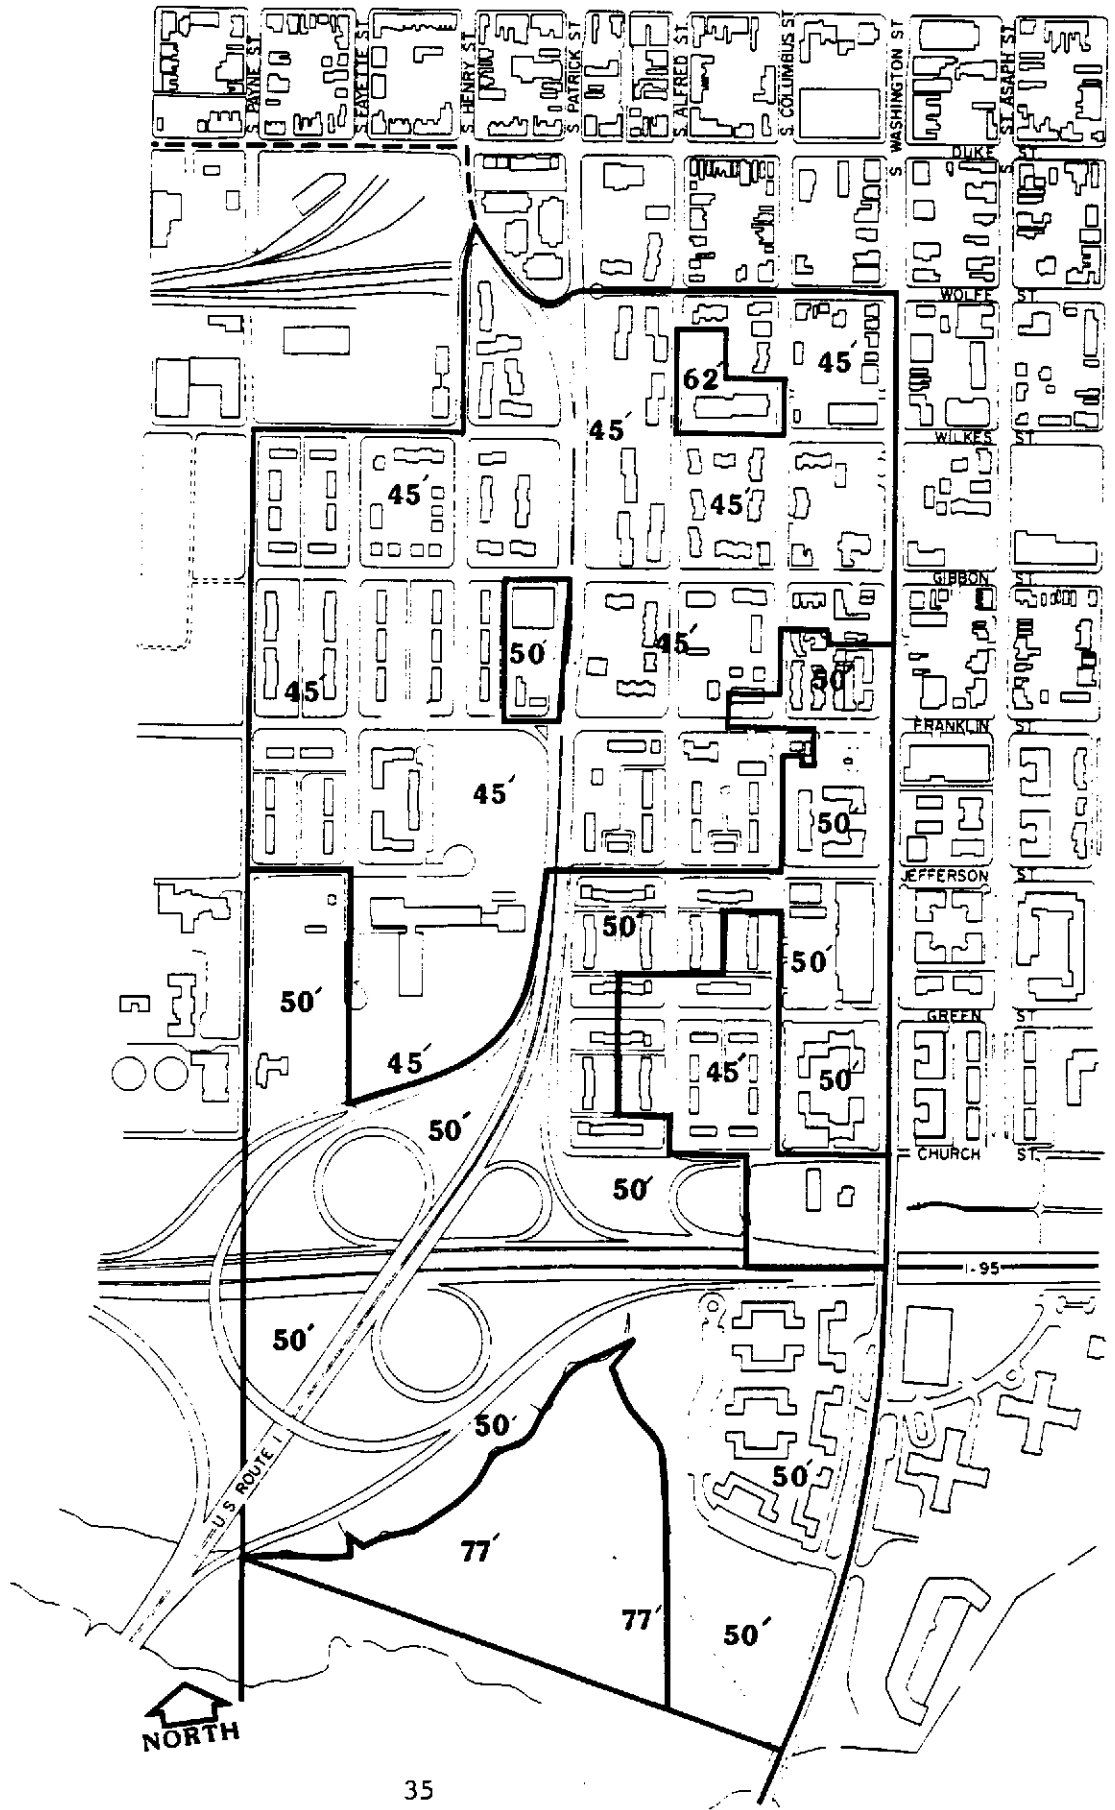 S. PAYNE ST.
S. FAYETTE ST.
S. HENRY ST.
S. PATRICK ST.
S. ALFRED ST.
S. COLUMBUS ST
S. WASHINGTON ST
S ST. ASAPH ST
DUKE ST.
WOLFE ST.
45′
62′
45′
WILKES ST.
45′
45′
GIBBON ST.
50′
45′
50′
45′
FRANKLIN ST.
45′
50′
JEFFERSON ST.
50′
50′
50′
GREEN ST
45′
45′
50′
50′
CHURCH ST.
50′
I-95
50′
50′
50′
U S ROUTE 1
77′
77′
50′
NORTH
35